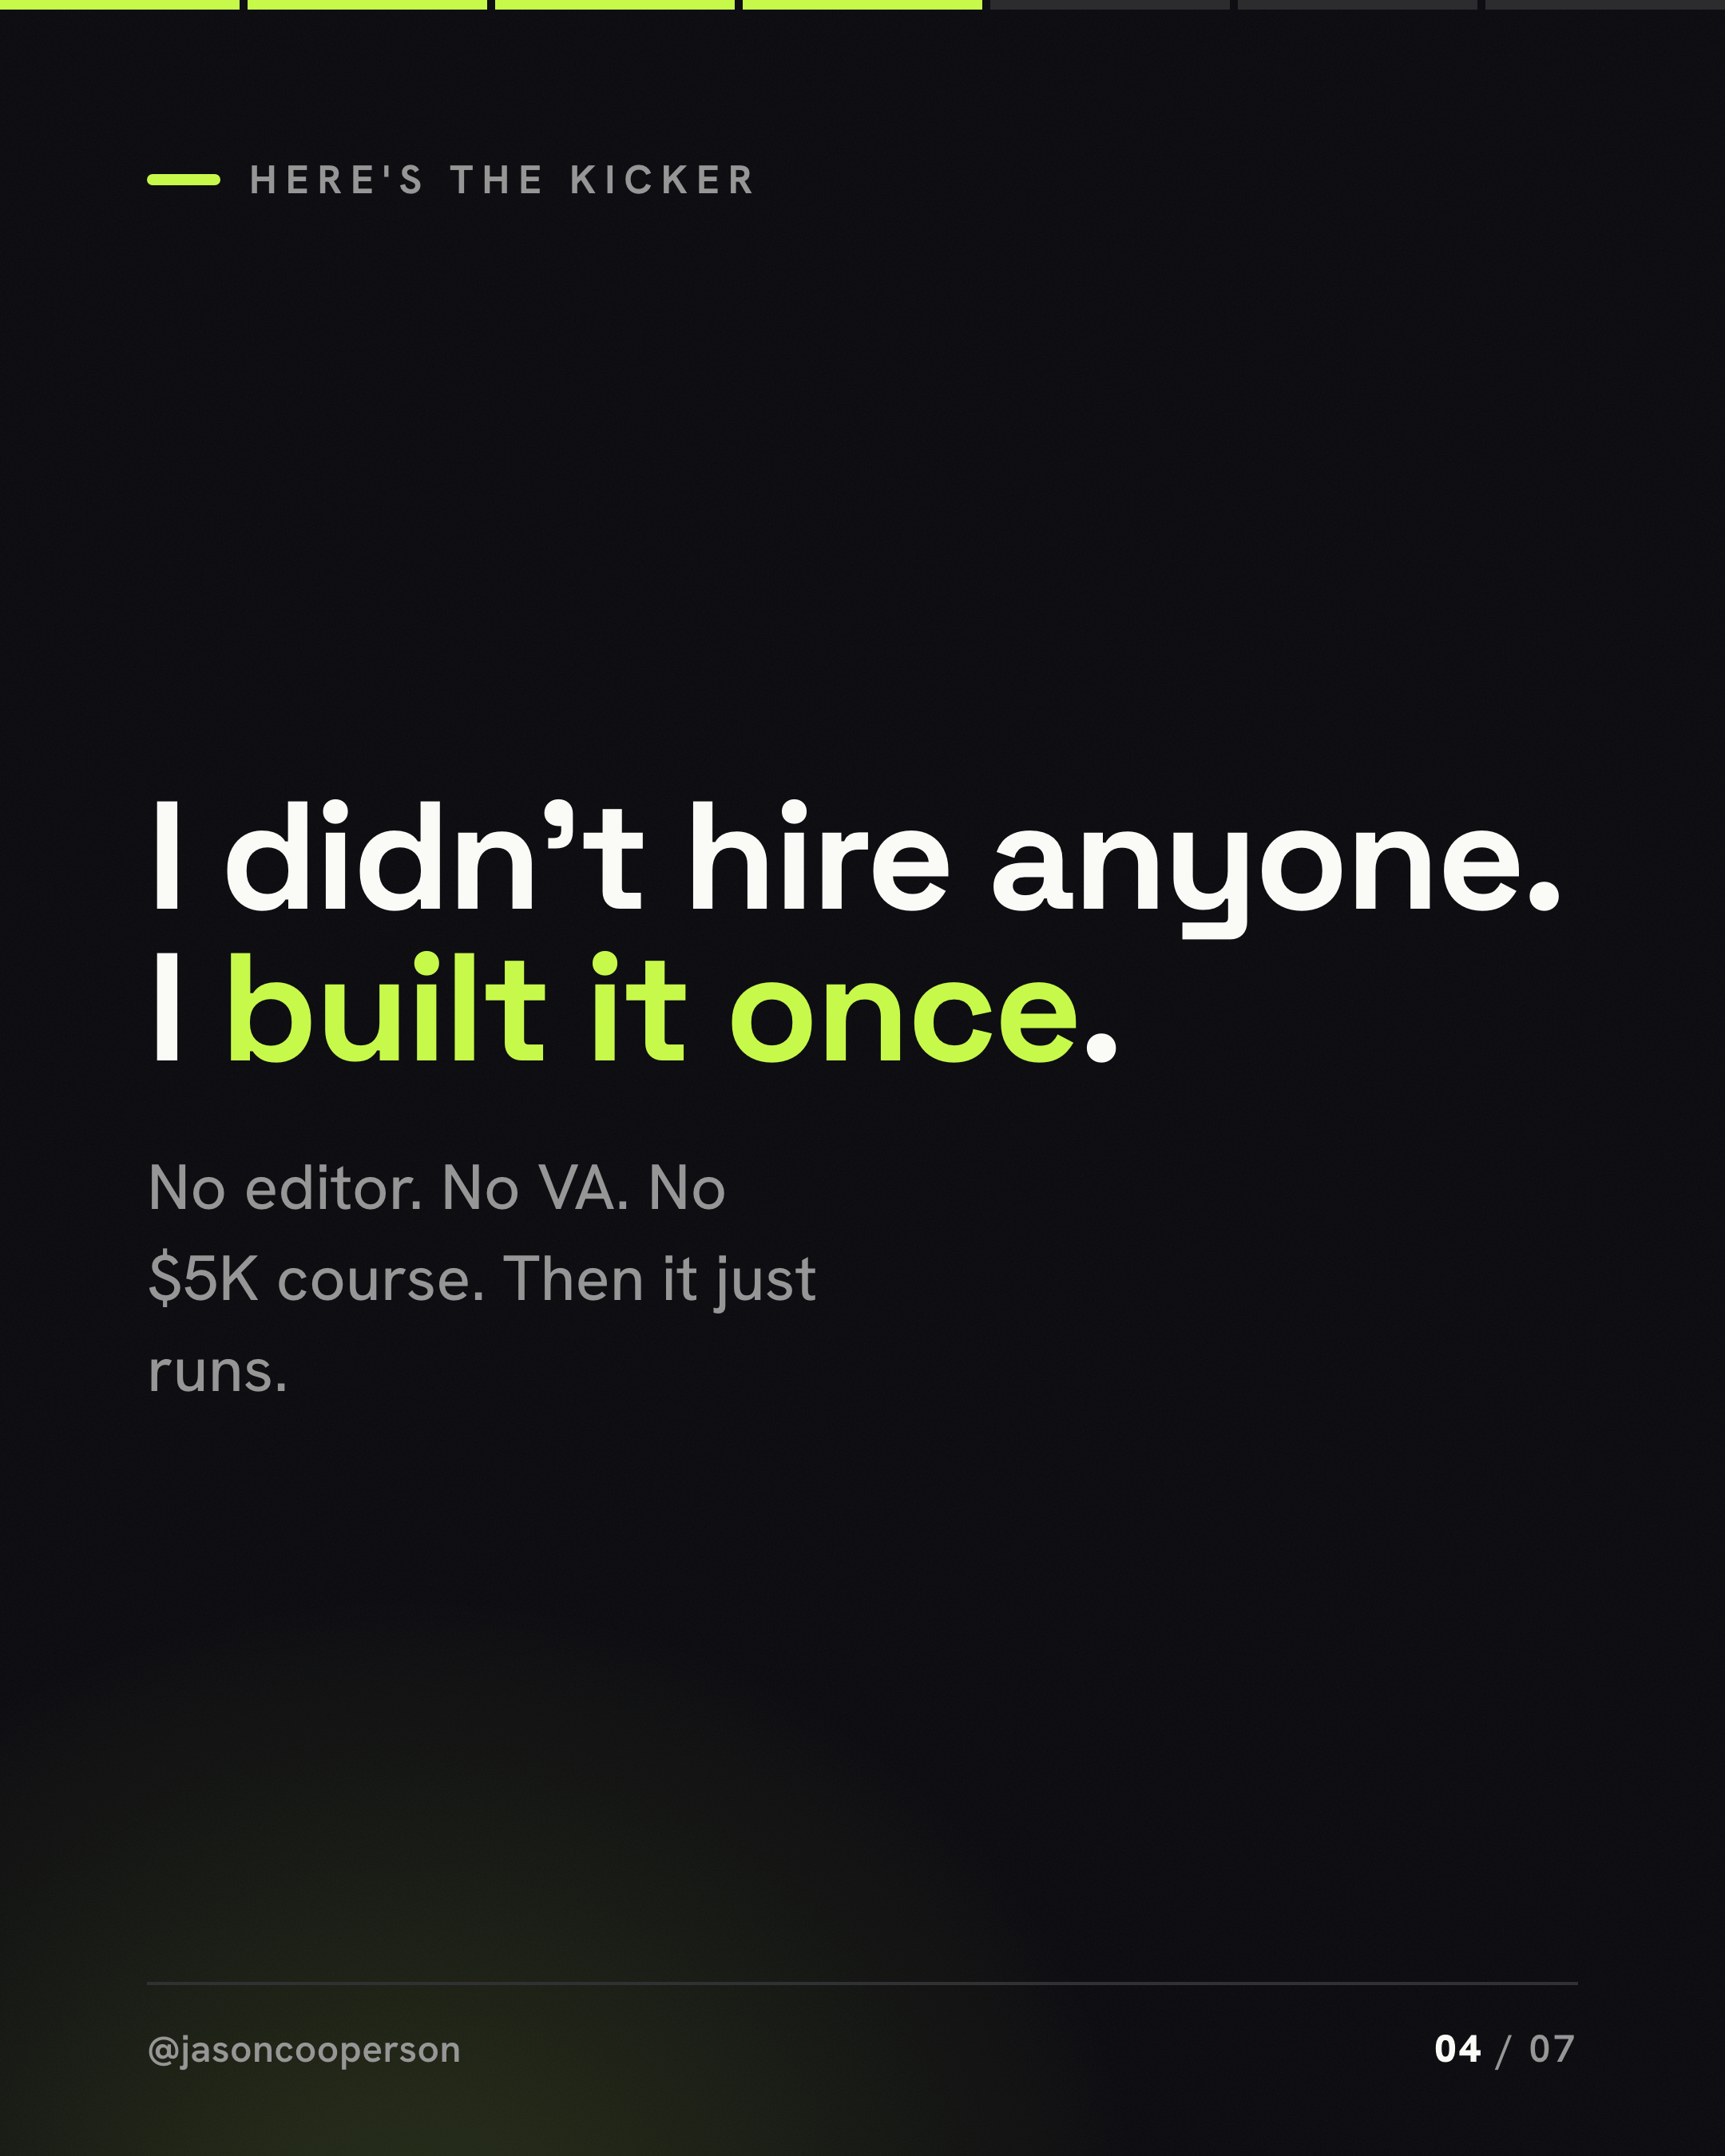 HERE'S THE KICKER
I didn’t hire anyone.
I built it once.
No editor. No VA. No
$5K course. Then it just
runs.
@jasoncooperson
04 / 07